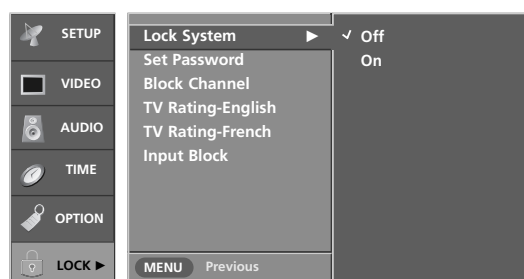 SETUP
VIDEO
AUDIO
TIME
OPTION
LOCK ►
Lock System ►
Set Password
Block Channel
TV Rating-English
TV Rating-French
Input Block
MENU Previous
✓ Off
On